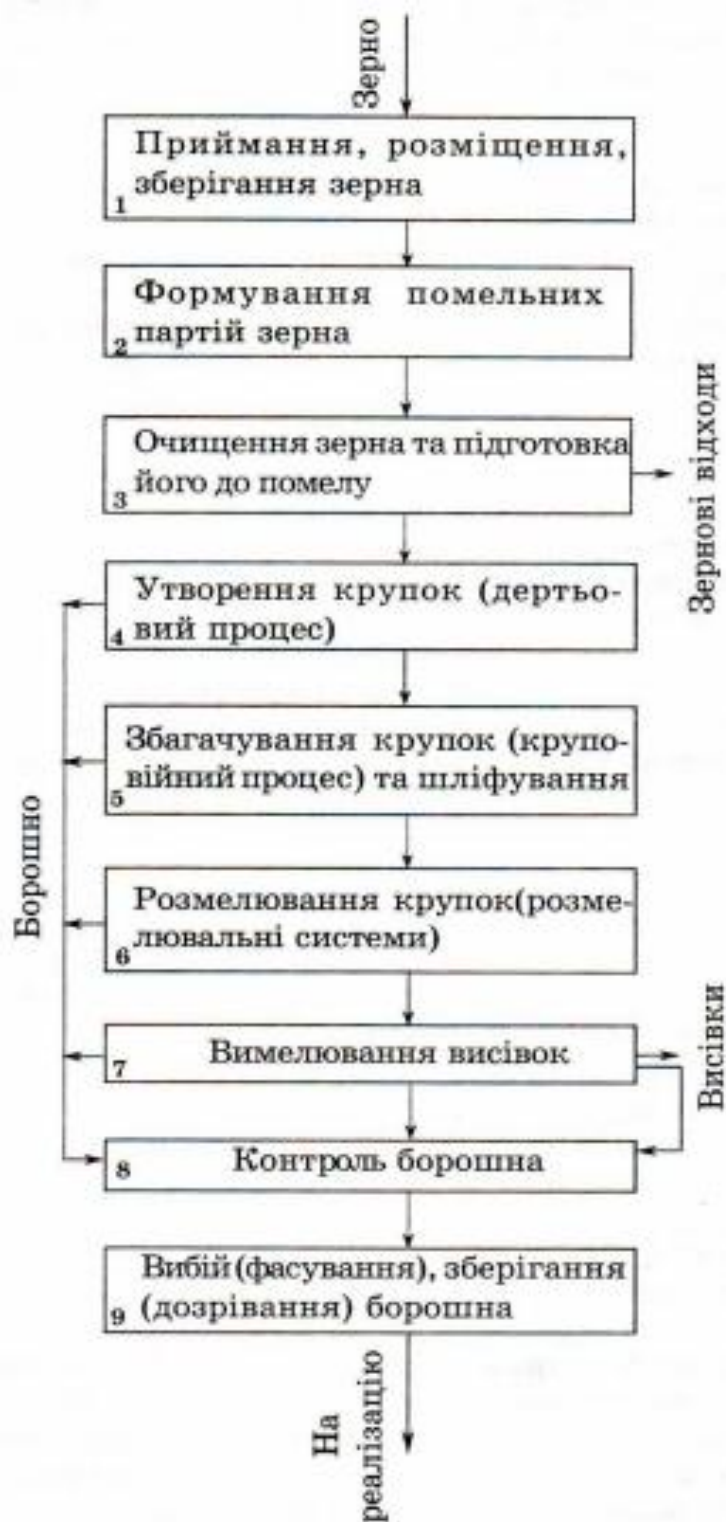 Зерно
Приймання, розміщення,
зберігання зерна
1
Формування помельних
партій зерна
2
Очищення зерна та підготовка
його до помелу
3
Зернові відходи
Утворення крупок (дертьо-
вий процес)
4
Збагачування крупок (крупо-
війний процес) та шліфування
5
Борошно
Розмелювання крупок(розме-
лювальні системи)
6
Вимелювання висівок
7
Висівки
Контроль борошна
8
Вибій(фасування), зберігання
(дозрівання) борошна
9
На
реалізацію